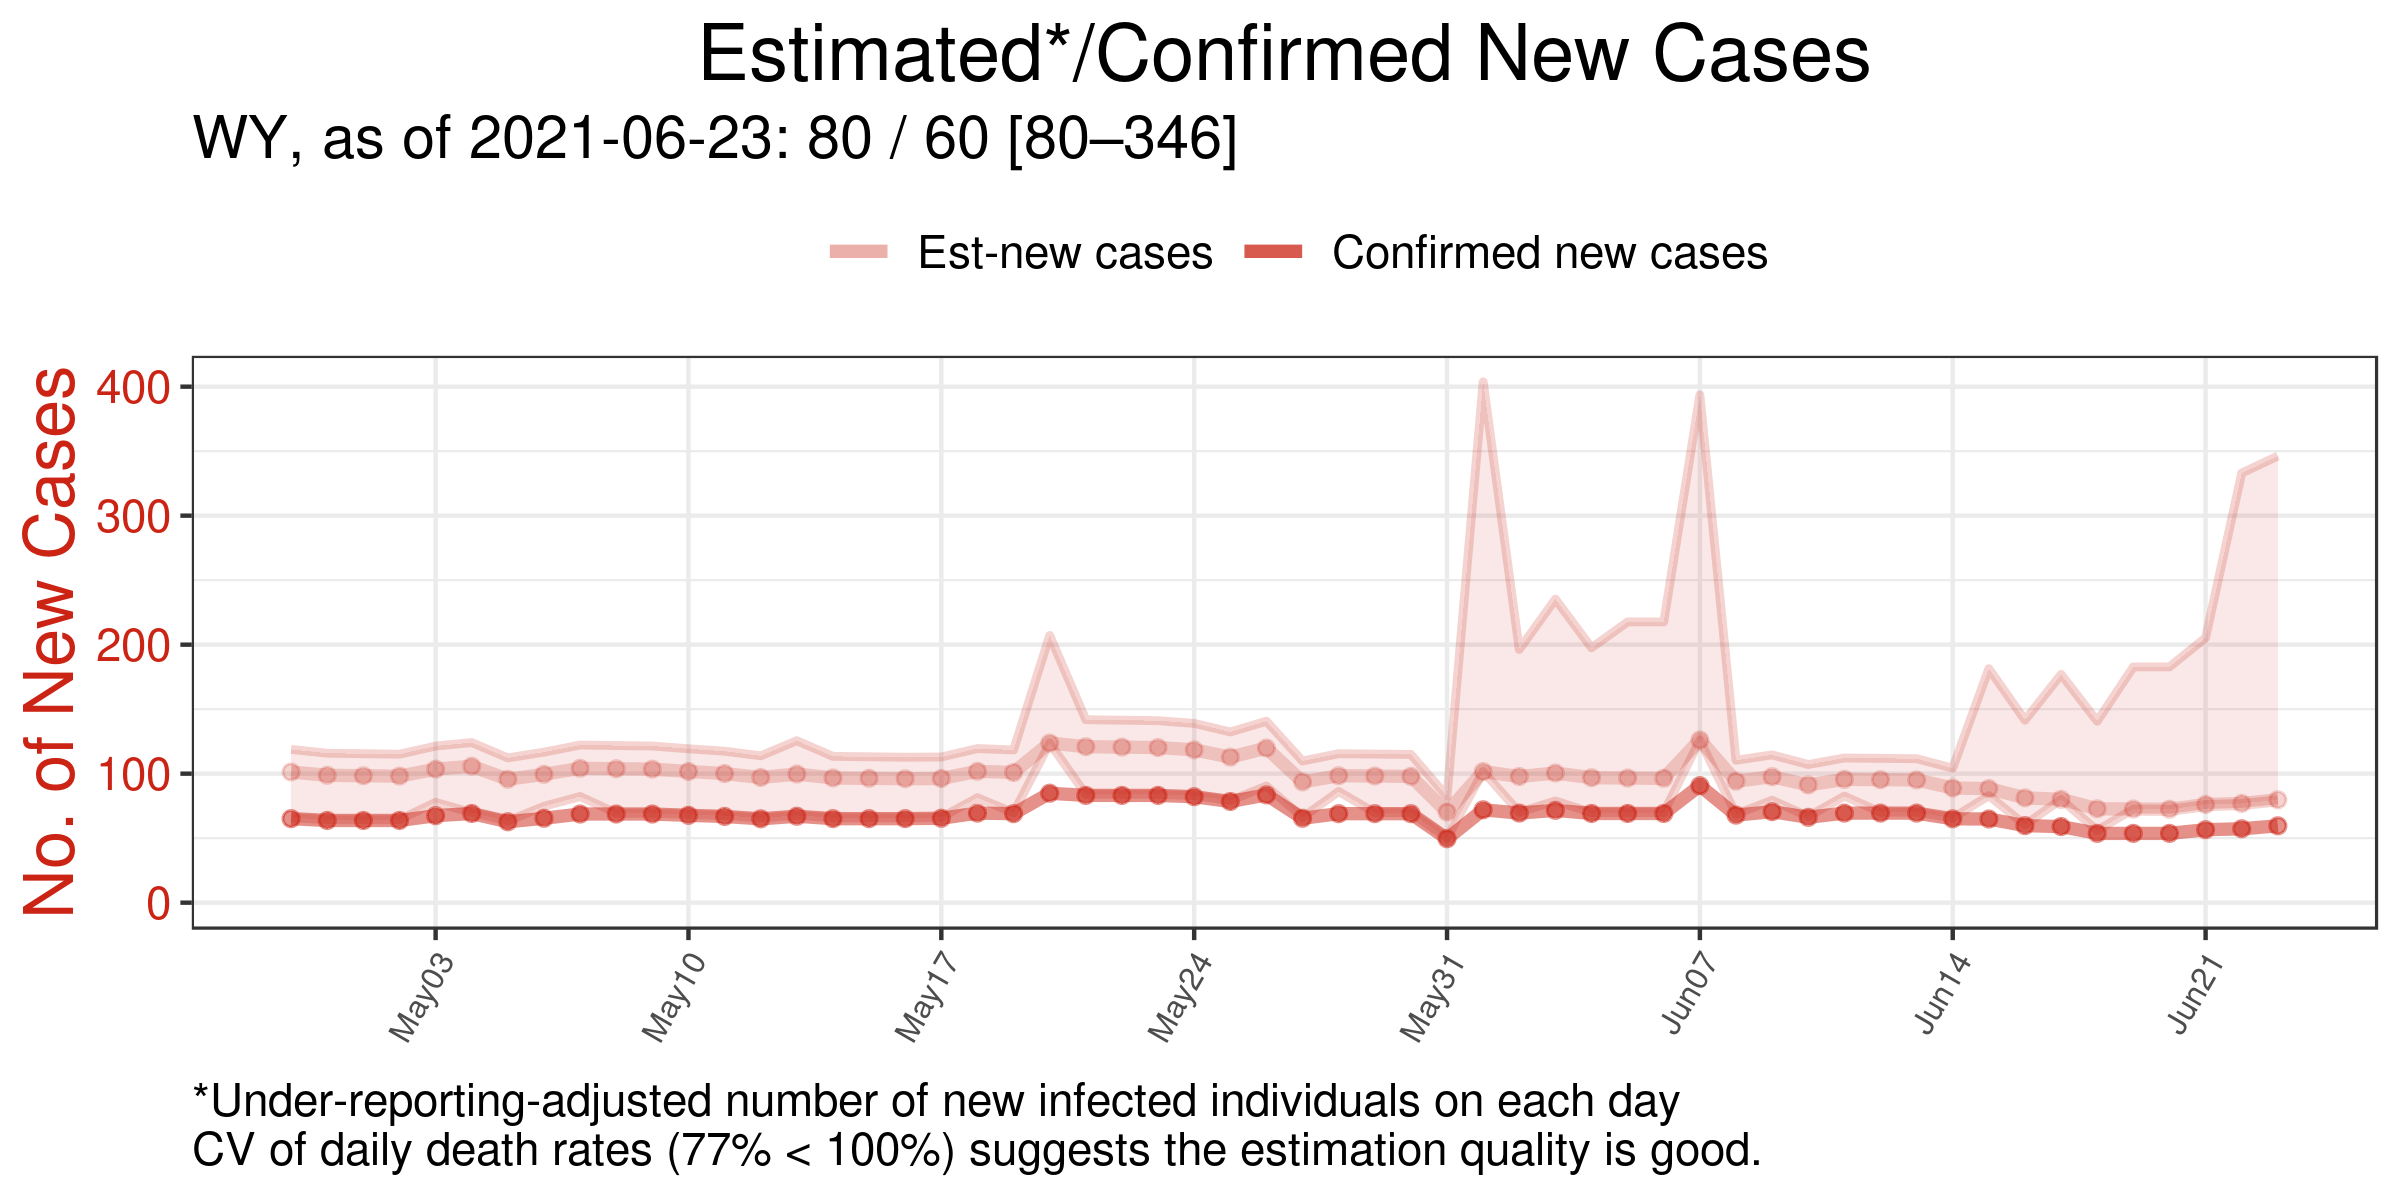 Estimated*/Confirmed New Cases
WY, as of 2021-06-23: 80 / 60 [80–346]
Est-new cases Confirmed new cases
No. of New Cases
400
300
200
100
0
May03 May10 May17 May24 May31 Jun07 Jun14 Jun21
*Under-reporting-adjusted number of new infected individuals on each day
CV of daily death rates (77% < 100%) suggests the estimation quality is good.